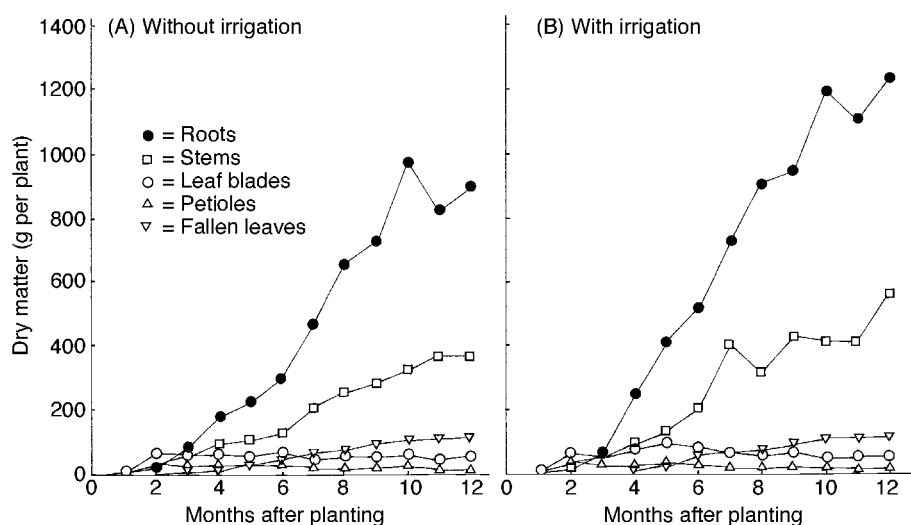 (A) Without irrigation
(B) With irrigation
1400
1200
1000
800
600
400
200
0
Dry matter (g per plant)
● = Roots
□ = Stems
○ = Leaf blades
△ = Petioles
▽ = Fallen leaves
0 2 4 6 8 10 12
0 2 4 6 8 10 12
Months after planting
Months after planting